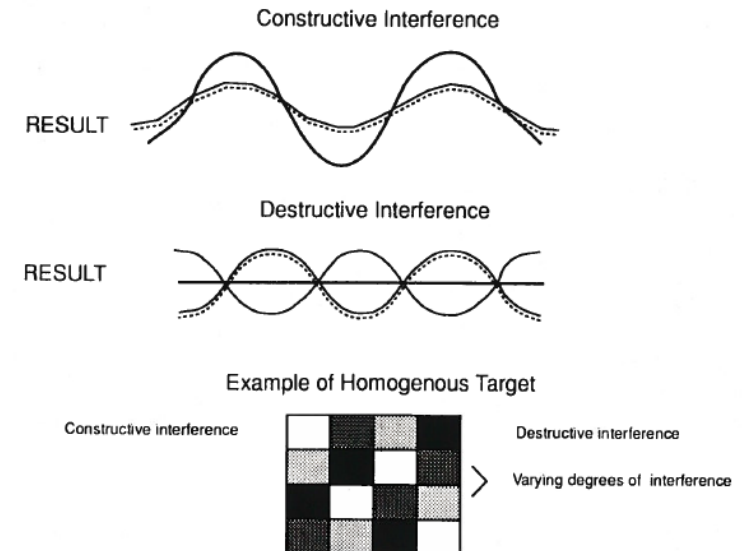 Constructive Interference
RESULT
Destructive Interference
RESULT
Example of Homogenous Target
Constructive interference
Destructive interference
Varying degrees of interference